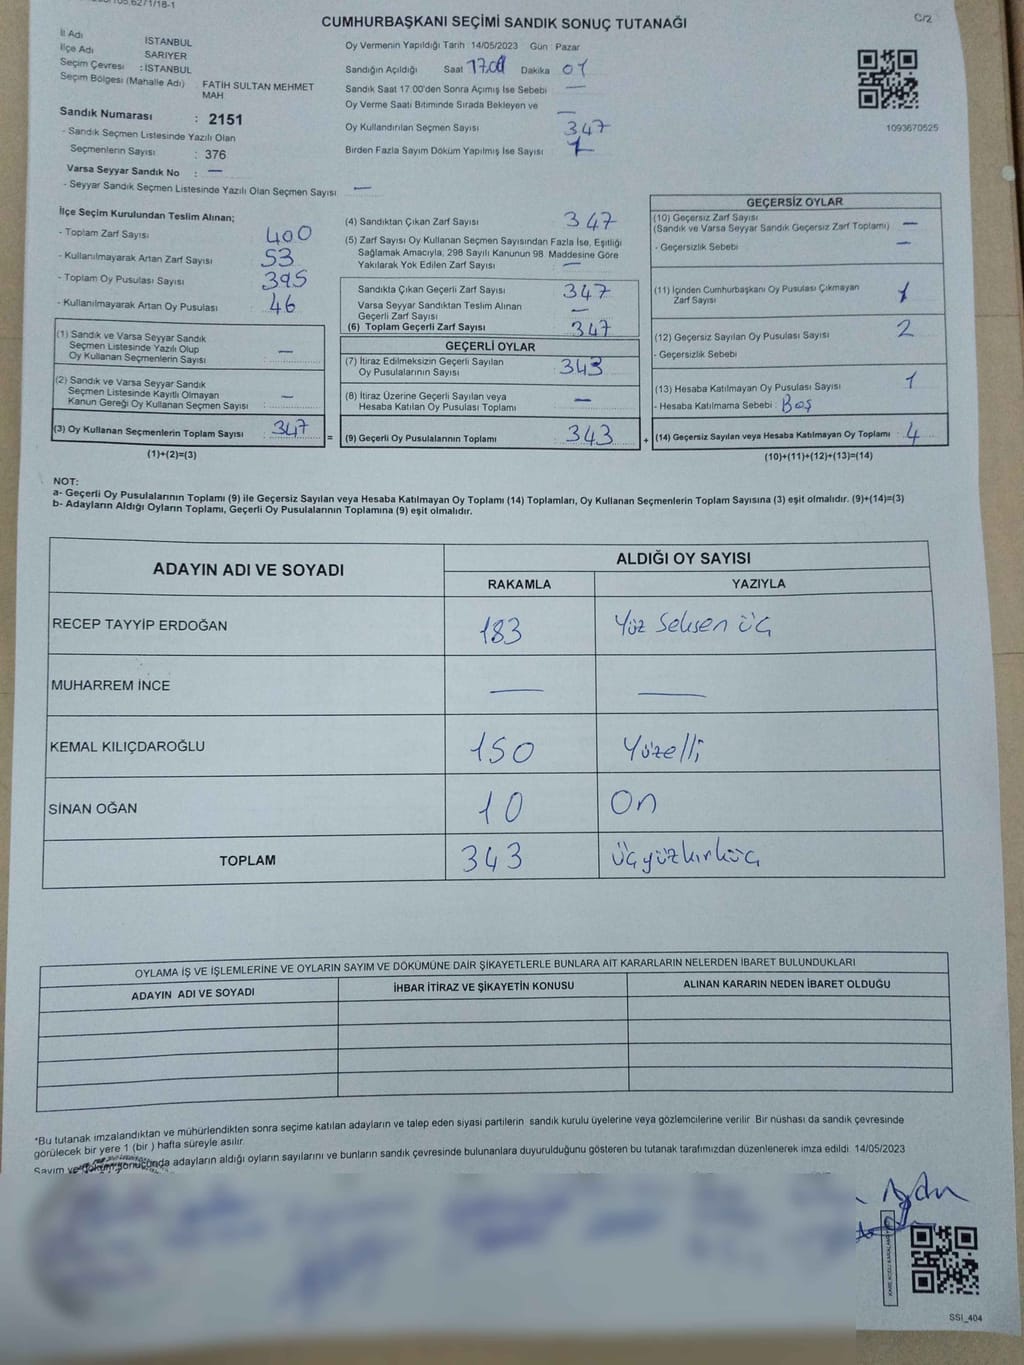 CUMHURBAŞKANI SEÇİMİ SANDIK SONUÇ TUTANAĞI
C/2
İl Adı İSTANBUL
İlçe Adı SARIYER
Seçim Çevresi : İSTANBUL
Seçim Bölgesi (Mahalle Adı) FATİH SULTAN MEHMET MAH
Sandık Numarası : 2151
- Sandık Seçmen Listesinde Yazılı Olan
Seçmenlerin Sayısı : 376
Varsa Seyyar Sandık No : —
- Seyyar Sandık Seçmen Listesinde Yazılı Olan Seçmen Sayısı —
Oy Vermenin Yapıldığı Tarih 14/05/2023 Gün : Pazar
Sandığın Açıldığı Saat 17.00 Dakika 01
Sandık Saat 17 00'den Sonra Açımış İse Sebebi —
Oy Verme Saati Bitiminde Sırada Bekleyen ve —
Oy Kullandırılan Seçmen Sayısı 347
Birden Fazla Sayım Döküm Yapılmış İse Sayısı 1
1093670525
İlçe Seçim Kurulundan Teslim Alınan;
- Toplam Zarf Sayısı 400
- Kullanılmayarak Artan Zarf Sayısı 53
- Toplam Oy Pusulası Sayısı 395
- Kullanılmayarak Artan Oy Pusulası 46
(1) Sandık ve Varsa Seyyar Sandık
Seçmen Listesinde Yazılı Olup
Oy Kullanan Seçmenlerin Sayısı —
(2) Sandık ve Varsa Seyyar Sandık
Seçmen Listesinde Kayıtlı Olmayan
Kanun Gereği Oy Kullanan Seçmen Sayısı —
(3) Oy Kullanan Seçmenlerin Toplam Sayısı 347
(1)+(2)=(3)
(4) Sandıktan Çıkan Zarf Sayısı 347
(5) Zarf Sayısı Oy Kullanan Seçmen Sayısından Fazla İse, Eşitliği
Sağlamak Amacıyla, 298 Sayılı Kanunun 98. Maddesine Göre
Yakılarak Yok Edilen Zarf Sayısı —
Sandıkta Çıkan Geçerli Zarf Sayısı 347
Varsa Seyyar Sandıktan Teslim Alınan
Geçerli Zarf Sayısı —
(6) Toplam Geçerli Zarf Sayısı 347
GEÇERLİ OYLAR
(7) İtiraz Edilmeksizin Geçerli Sayılan
Oy Pusulalarının Sayısı 343
(8) İtiraz Üzerine Geçerli Sayılan veya
Hesaba Katılan Oy Pusulası Toplamı —
= (9) Geçerli Oy Pusulalarının Toplamı 343
GEÇERSİZ OYLAR
(10) Geçersiz Zarf Sayısı
(Sandık ve Varsa Seyyar Sandık Geçersiz Zarf Toplamı) —
- Geçersizlik Sebebi —
(11) İçinden Cumhurbaşkanı Oy Pusulası Çıkmayan
Zarf Sayısı 1
(12) Geçersiz Sayılan Oy Pusulası Sayısı 2
- Geçersizlik Sebebi
(13) Hesaba Katılmayan Oy Pusulası Sayısı 1
- Hesaba Katılmama Sebebi : Boş
+ (14) Geçersiz Sayılan veya Hesaba Katılmayan Oy Toplamı 4
(10)+(11)+(12)+(13)=(14)
NOT:
a- Geçerli Oy Pusulalarının Toplamı (9) ile Geçersiz Sayılan veya Hesaba Katılmayan Oy Toplamı (14) Toplamları, Oy Kullanan Seçmenlerin Toplam Sayısına (3) eşit olmalıdır. (9)+(14)=(3)
b- Adayların Aldığı Oyların Toplamı, Geçerli Oy Pusulalarının Toplamına (9) eşit olmalıdır.
ADAYIN ADI VE SOYADI ALDIĞI OY SAYISI
RAKAMLA YAZIYLA
RECEP TAYYİP ERDOĞAN 183 Yüz Seksen üç
MUHARREM İNCE — —
KEMAL KILIÇDAROĞLU 150 Yüzelli
SİNAN OĞAN 10 On
TOPLAM 343 üçyüzkırküç
OYLAMA İŞ VE İŞLEMLERİNE VE OYLARIN SAYIM VE DÖKÜMÜNE DAİR ŞİKAYETLERLE BUNLARA AİT KARARLARIN NELERDEN İBARET BULUNDUKLARI
ADAYIN ADI VE SOYADI İHBAR İTİRAZ VE ŞİKAYETİN KONUSU ALINAN KARARIN NEDEN İBARET OLDUĞU
*Bu tutanak imzalandıktan ve mühürlendikten sonra seçime katılan adayların ve talep eden siyasi partilerin sandık kurulu üyelerine veya gözlemcilerine verilir. Bir nüshası da sandık çevresinde
görülecek bir yere 1 (bir ) hafta süreyle asılır.
Sayım ve döküm sonucunda adayların aldığı oyların sayılarını ve bunların sandık çevresinde bulunanlara duyurulduğunu gösteren bu tutanak tarafımızdan düzenlenerek imza edildi. 14/05/2023
SSI_404